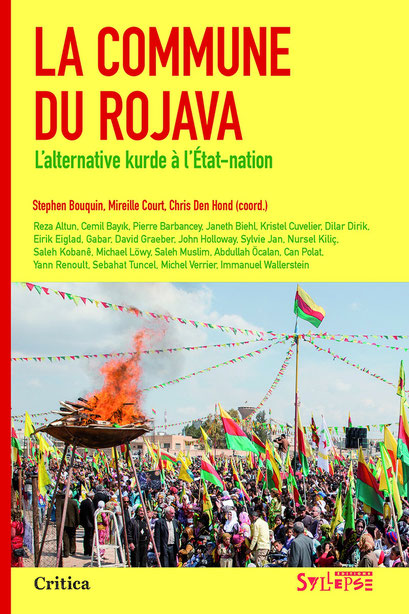 LA COMMUNE
DU ROJAVA
L'alternative kurde à l'État-nation
Stephen Bouquin, Mireille Court, Chris Den Hond (coord.)
Reza Altun, Cemil Bayık, Pierre Barbancey, Janeth Biehl, Kristel Cuvelier, Dilar Dirik,
Eirik Eiglad, Gabar, David Graeber, John Holloway, Sylvie Jan, Nursel Kiliç,
Saleh Kobanê, Michael Löwy, Saleh Muslim, Abdullah Öcalan, Can Polat,
Yann Renoult, Sebahat Tuncel, Michel Verrier, Immanuel Wallerstein
Critica
ÉDITIONS
SYLLEPSE